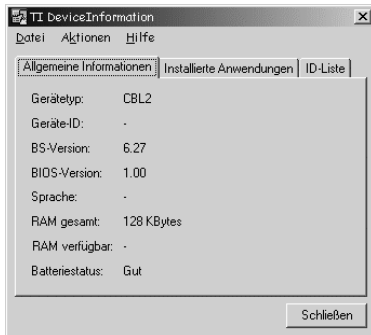 TI DeviceInformation
Datei Aktionen Hilfe
Allgemeine Informationen Installierte Anwendungen ID-Liste
Gerätetyp: CBL2
Geräte-ID: -
BS-Version: 6.27
BIOS-Version: 1.00
Sprache: -
RAM gesamt: 128 KBytes
RAM verfügbar: -
Batteriestatus: Gut
Schließen